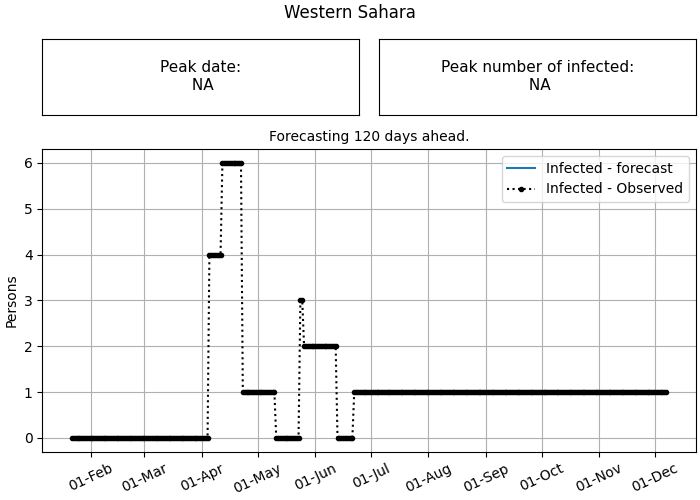 Western Sahara
Peak date:
NA
Peak number of infected:
NA
Forecasting 120 days ahead.
Infected - forecast
Infected - Observed
Persons
6
5
4
3
2
1
0
01-Feb
01-Mar
01-Apr
01-May
01-Jun
01-Jul
01-Aug
01-Sep
01-Oct
01-Nov
01-Dec